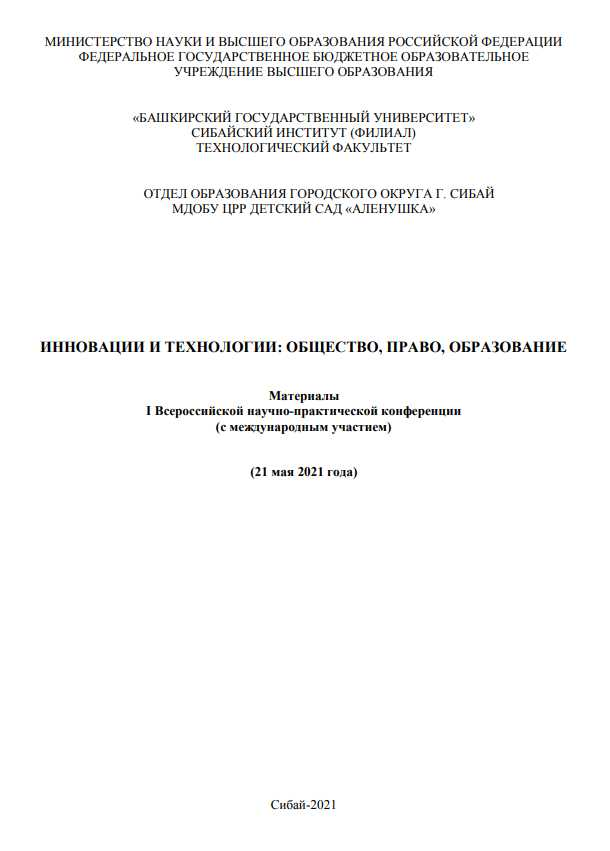 МИНИСТЕРСТВО НАУКИ И ВЫСШЕГО ОБРАЗОВАНИЯ РОССИЙСКОЙ ФЕДЕРАЦИИ
ФЕДЕРАЛЬНОЕ ГОСУДАРСТВЕННОЕ БЮДЖЕТНОЕ ОБРАЗОВАТЕЛЬНОЕ
УЧРЕЖДЕНИЕ ВЫСШЕГО ОБРАЗОВАНИЯ
«БАШКИРСКИЙ ГОСУДАРСТВЕННЫЙ УНИВЕРСИТЕТ»
СИБАЙСКИЙ ИНСТИТУТ (ФИЛИАЛ)
ТЕХНОЛОГИЧЕСКИЙ ФАКУЛЬТЕТ
ОТДЕЛ ОБРАЗОВАНИЯ ГОРОДСКОГО ОКРУГА Г. СИБАЙ
МДОБУ ЦРР ДЕТСКИЙ САД «АЛЕНУШКА»
ИННОВАЦИИ И ТЕХНОЛОГИИ: ОБЩЕСТВО, ПРАВО, ОБРАЗОВАНИЕ
Материалы
I Всероссийской научно-практической конференции
(с международным участием)
(21 мая 2021 года)
Сибай-2021